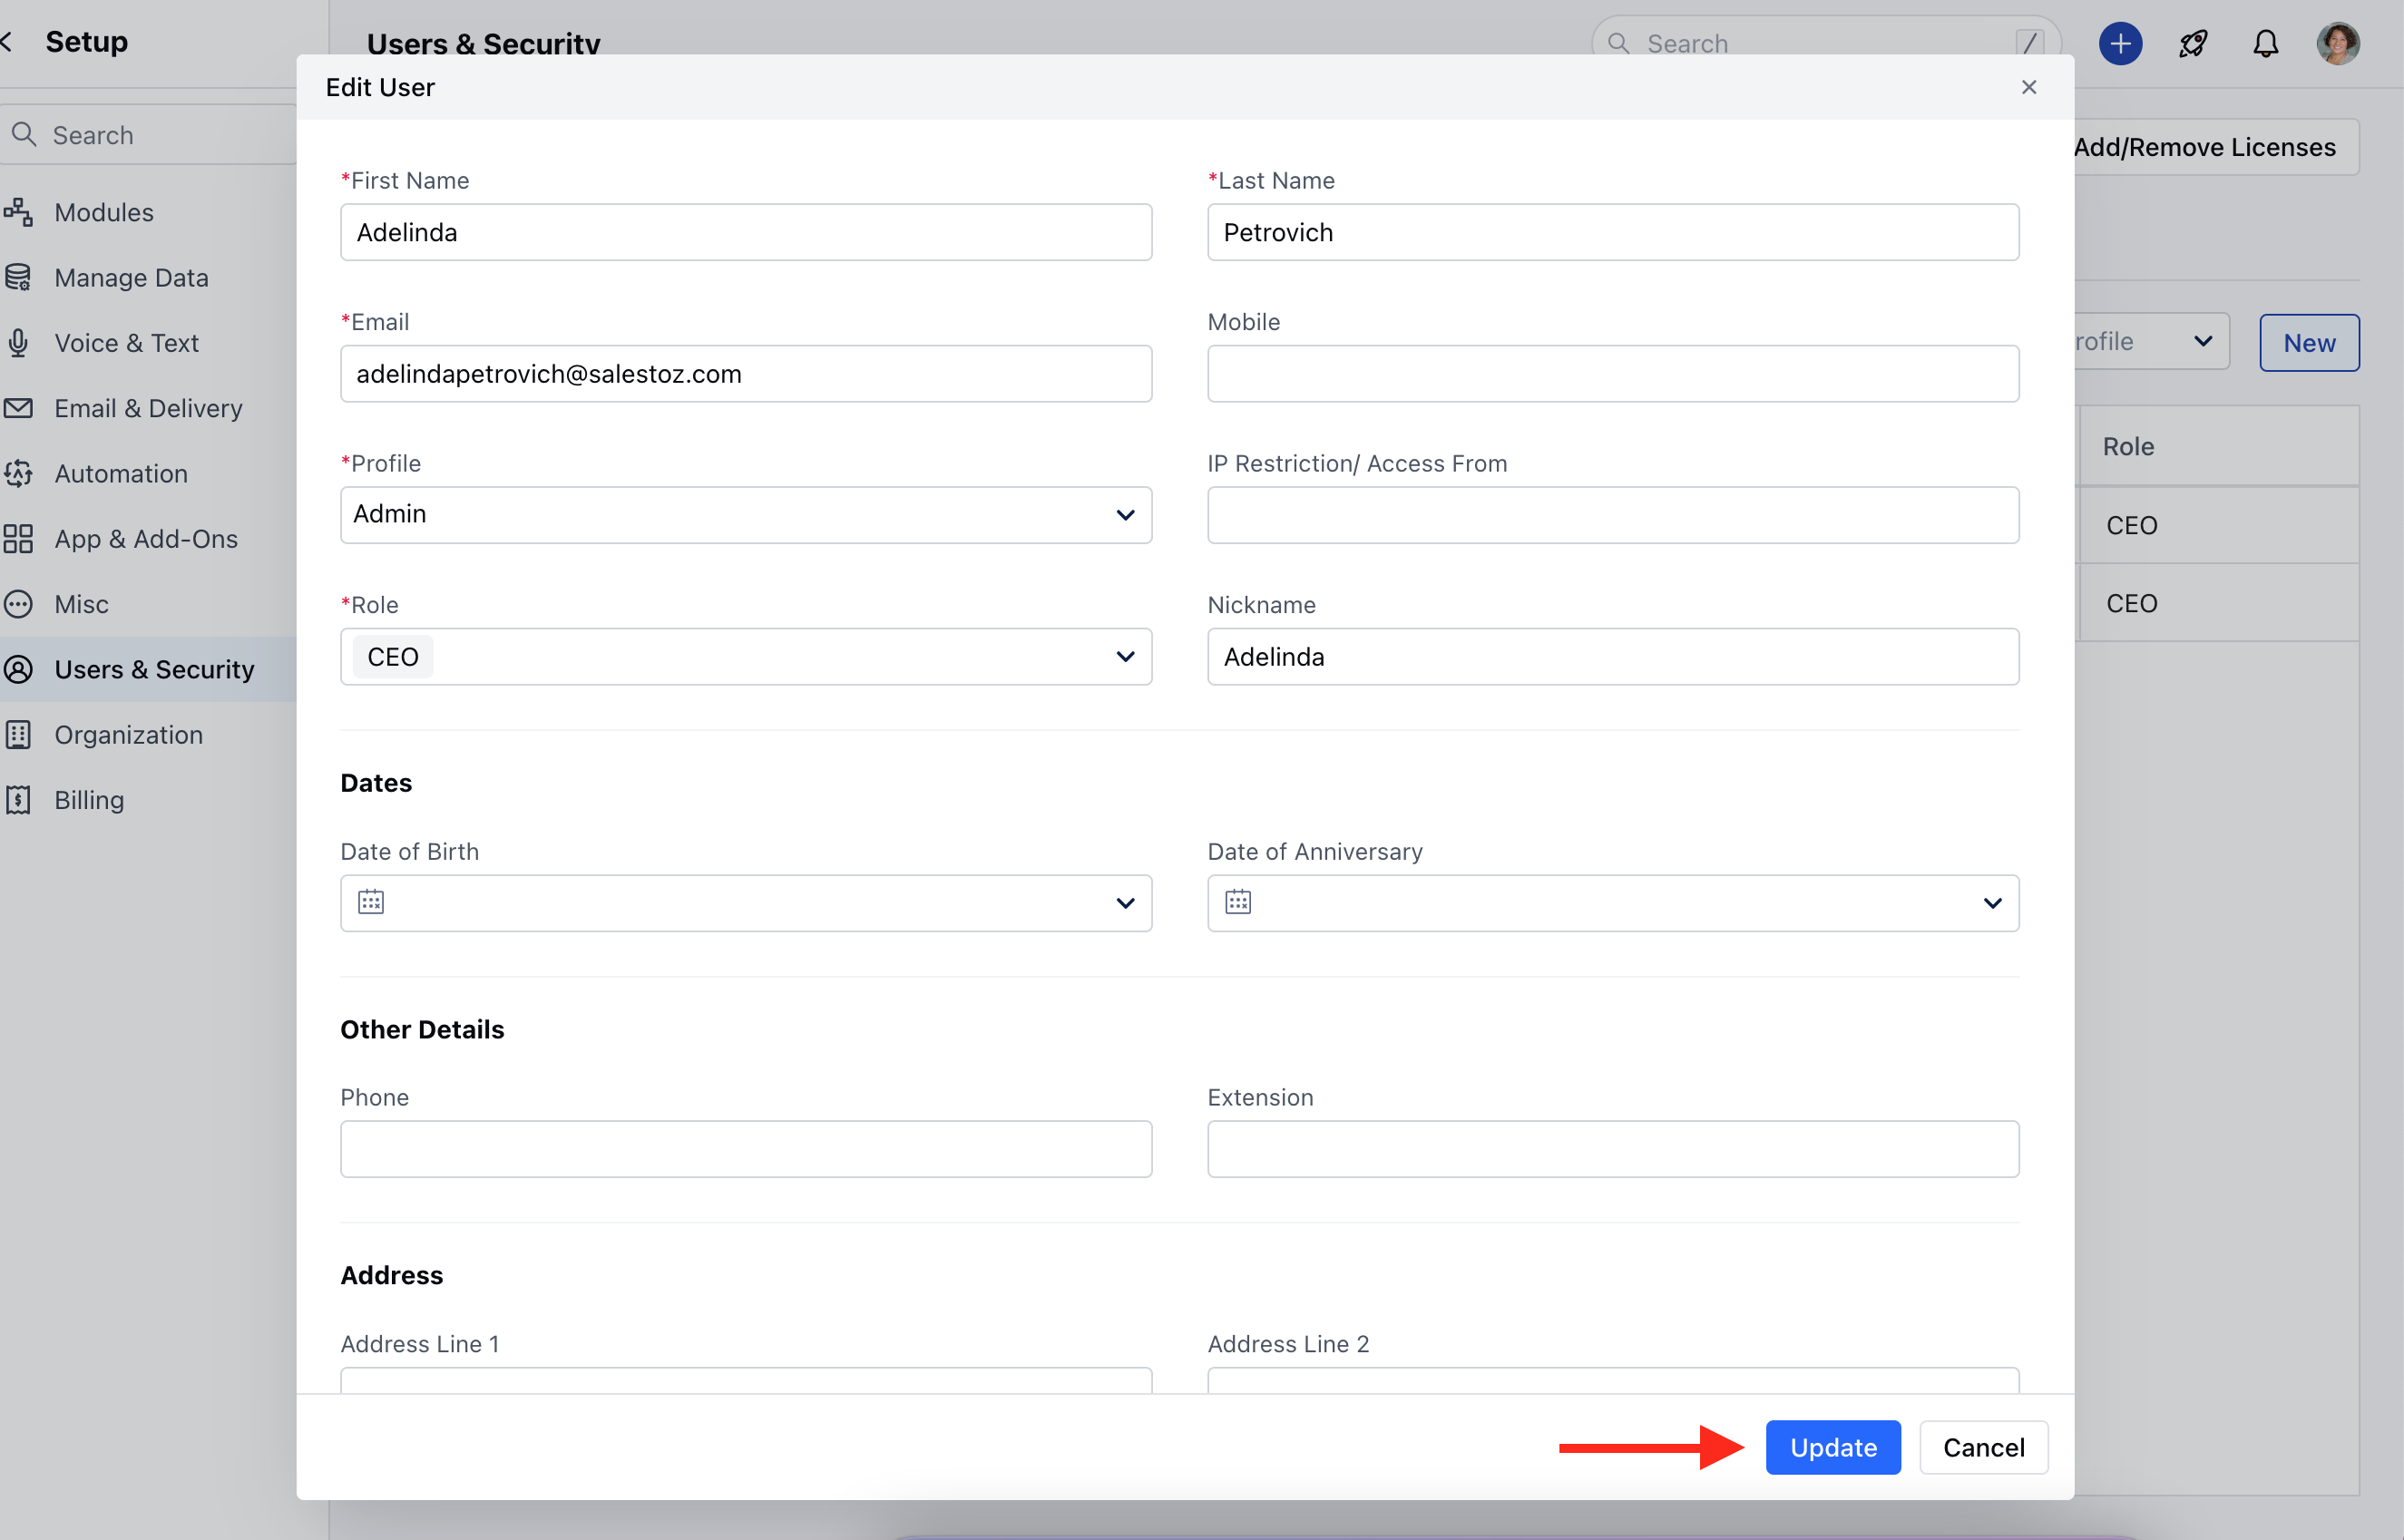 Setup
Users & Security
Search
/
Edit User
Search
Add/Remove Licenses
Modules
Manage Data
Voice & Text
Email & Delivery
Automation
App & Add-Ons
Misc
Users & Security
Organization
Billing
*First Name
*Last Name
Adelinda
Petrovich
*Email
Mobile
adelindapetrovich@salestoz.com
*Profile
IP Restriction/ Access From
Admin
*Role
Nickname
CEO
Adelinda
Dates
Date of Birth
Date of Anniversary
Other Details
Phone
Extension
Address
Address Line 1
Address Line 2
Update
Cancel
rofile
New
Role
CEO
CEO